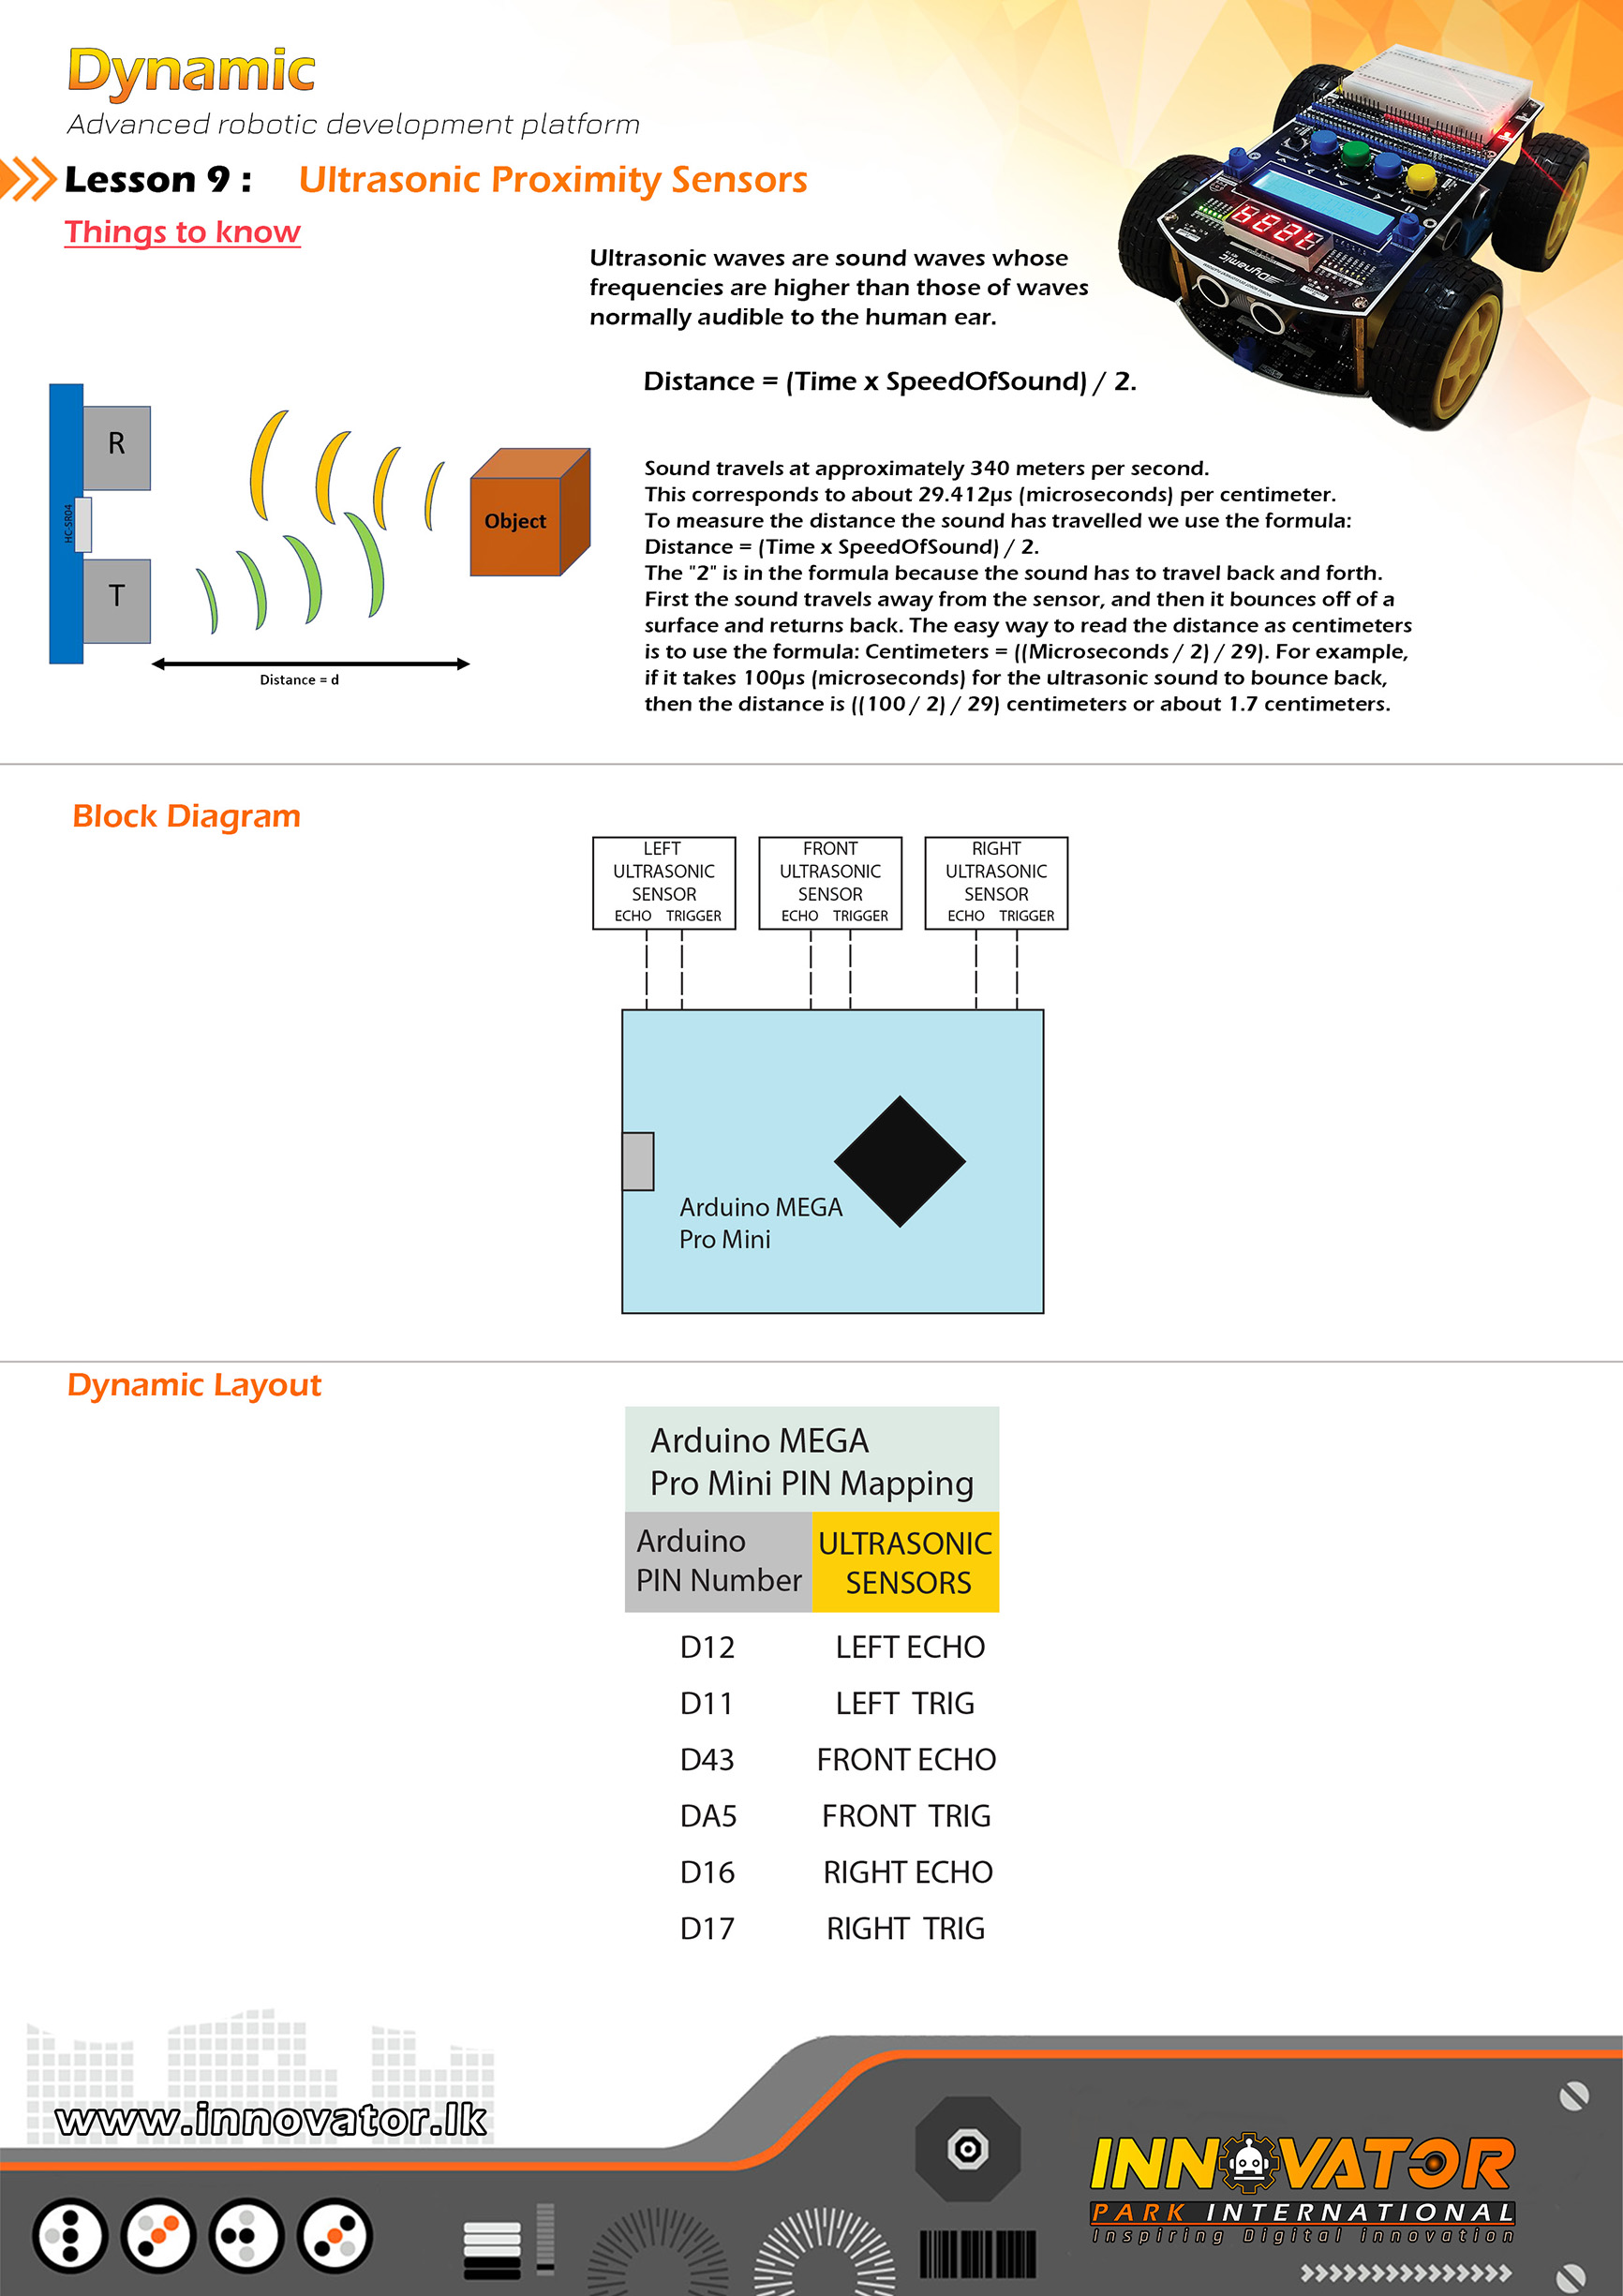 Dynamic
Advanced robotic development platform
Lesson 9 : Ultrasonic Proximity Sensors
Things to know
Ultrasonic waves are sound waves whose
frequencies are higher than those of waves
normally audible to the human ear.
Distance = (Time x SpeedOfSound) / 2.
R
HC-SR04
T
Object
Distance = d
Sound travels at approximately 340 meters per second.
This corresponds to about 29.412µs (microseconds) per centimeter.
To measure the distance the sound has travelled we use the formula:
Distance = (Time x SpeedOfSound) / 2.
The "2" is in the formula because the sound has to travel back and forth.
First the sound travels away from the sensor, and then it bounces off of a
surface and returns back. The easy way to read the distance as centimeters
is to use the formula: Centimeters = ((Microseconds / 2) / 29). For example,
if it takes 100µs (microseconds) for the ultrasonic sound to bounce back,
then the distance is ((100 / 2) / 29) centimeters or about 1.7 centimeters.
Block Diagram
LEFT
ULTRASONIC
SENSOR
ECHO TRIGGER
FRONT
ULTRASONIC
SENSOR
ECHO TRIGGER
RIGHT
ULTRASONIC
SENSOR
ECHO TRIGGER
Arduino MEGA
Pro Mini
Dynamic Layout
Arduino MEGA
Pro Mini PIN Mapping
Arduino
PIN Number
ULTRASONIC
SENSORS
D12 LEFT ECHO
D11 LEFT TRIG
D43 FRONT ECHO
DA5 FRONT TRIG
D16 RIGHT ECHO
D17 RIGHT TRIG
www.innovator.lk
INNOVATOR
PARK INTERNATIONAL
Inspiring Digital innovation